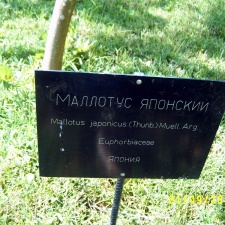 МАЛЛОТУС ЯПОНСКИЙ
Mallotus japonicus (Thunb.) Muell. Arg.
Euphorbiaceae
ЯПОНИЯ